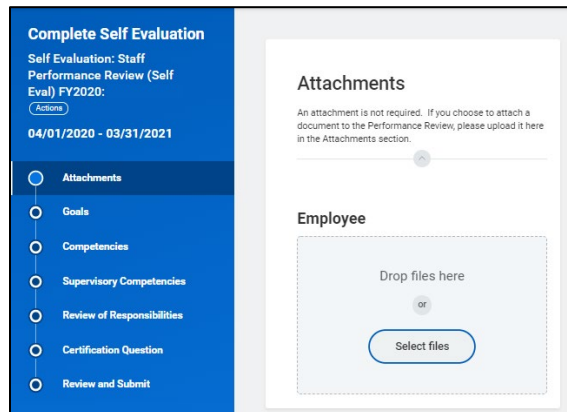 Complete Self Evaluation
Self Evaluation: Staff
Performance Review (Self
Eval) FY2020:
Actions
04/01/2020 - 03/31/2021
Attachments
Goals
Competencies
Supervisory Competencies
Review of Responsibilities
Certification Question
Review and Submit
Attachments
An attachment is not required. If you choose to attach a
document to the Performance Review, please upload it here
in the Attachments section.
Employee
Drop files here
or
Select files